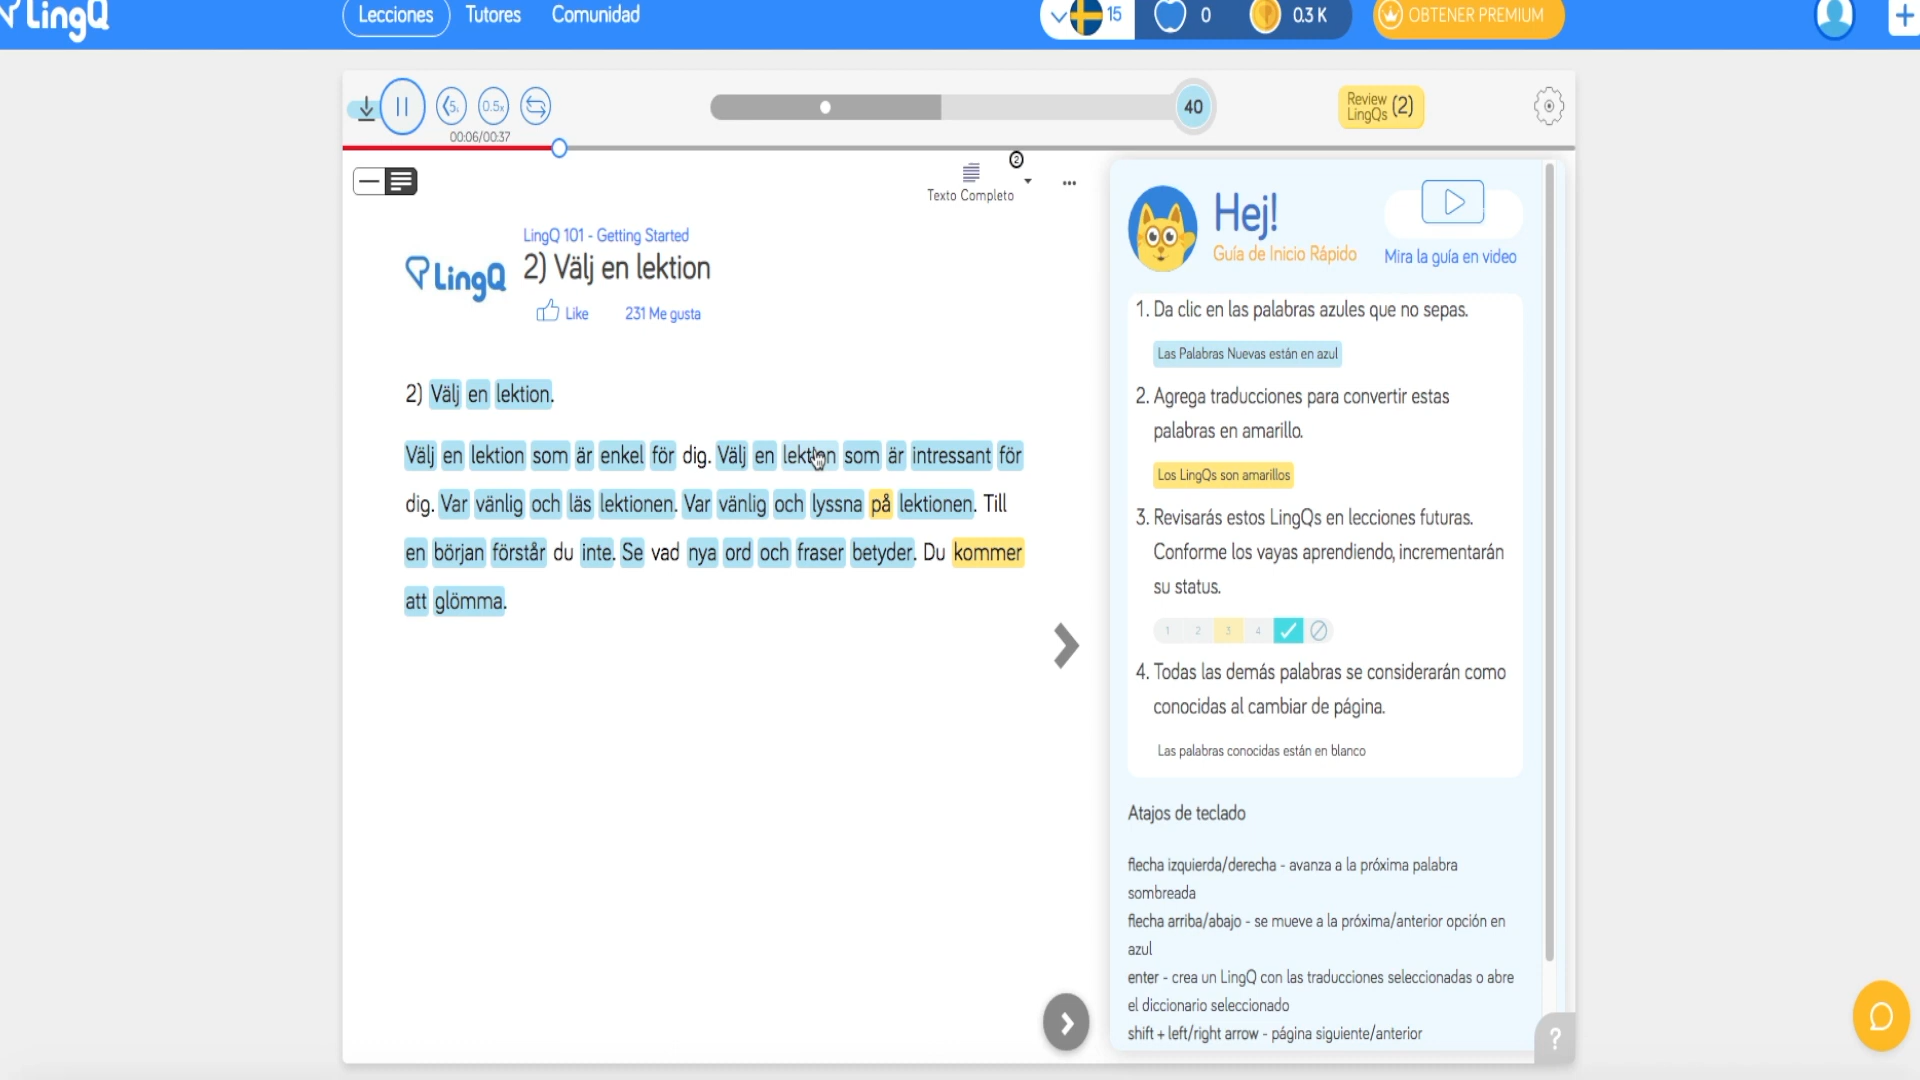 LingQ
Lecciones Tutores Comunidad
15 0 0.3 K OBTENER PREMIUM
5s 0.5x
00:06/00:37
40
Review
LingQs (2)
2
Texto Completo
LingQ 101 - Getting Started
LingQ
2) Välj en lektion
Like 231 Me gusta
2) Välj en lektion.
Välj en lektion som är enkel för dig. Välj en lektion som är intressant för
dig. Var vänlig och läs lektionen. Var vänlig och lyssna på lektionen. Till
en början förstår du inte. Se vad nya ord och fraser betyder. Du kommer
att glömma.
Hej!
Guía de Inicio Rápido
Mira la guía en video
1. Da clic en las palabras azules que no sepas.
Las Palabras Nuevas están en azul
2. Agrega traducciones para convertir estas
palabras en amarillo.
Los LingQs son amarillos
3. Revisarás estos LingQs en lecciones futuras.
Conforme los vayas aprendiendo, incrementarán
su status.
1 2 3 4
4. Todas las demás palabras se considerarán como
conocidas al cambiar de página.
Las palabras conocidas están en blanco
Atajos de teclado
flecha izquierda/derecha - avanza a la próxima palabra
sombreada
flecha arriba/abajo - se mueve a la próxima/anterior opción en
azul
enter - crea un LingQ con las traducciones seleccionadas o abre
el diccionario seleccionado
shift + left/right arrow - página siguiente/anterior
?